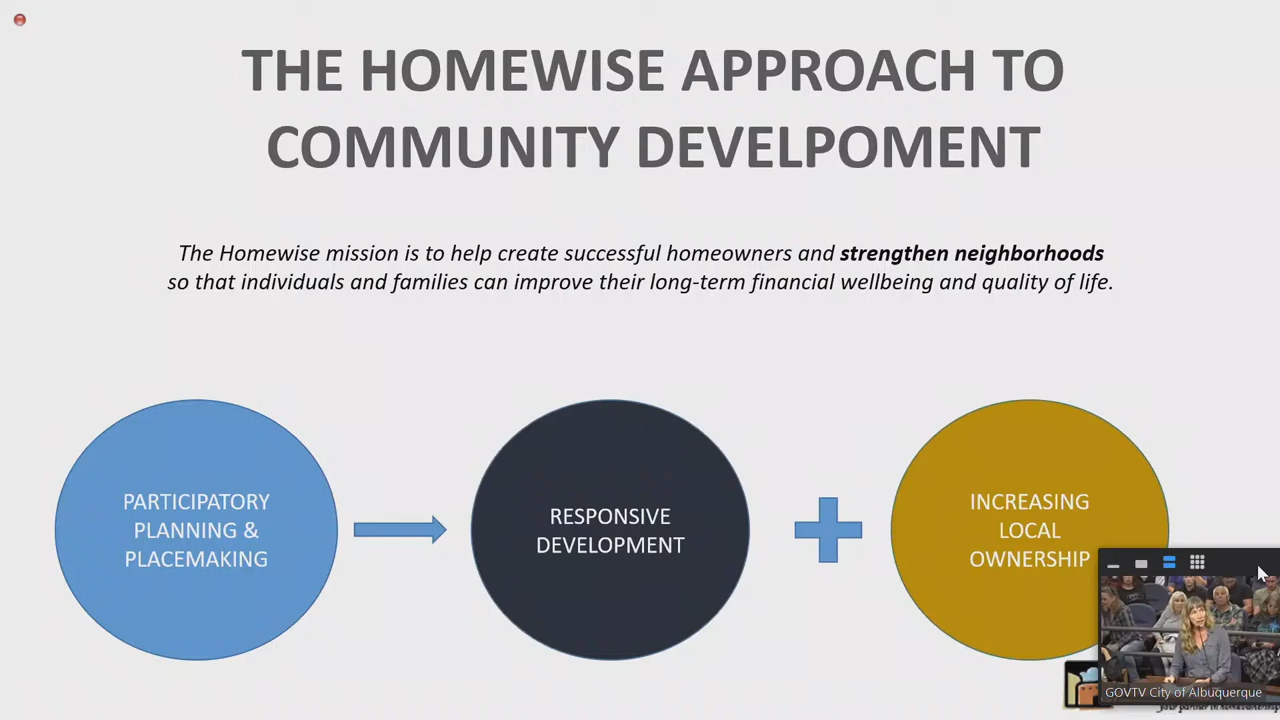 THE HOMEWISE APPROACH TO
COMMUNITY DEVELPOMENT
The Homewise mission is to help create successful homeowners and strengthen neighborhoods
so that individuals and families can improve their long-term financial wellbeing and quality of life.
PARTICIPATORY
PLANNING &
PLACEMAKING
RESPONSIVE
DEVELOPMENT
INCREASING
LOCAL
OWNERSHIP
GOVTV City of Albuquerque